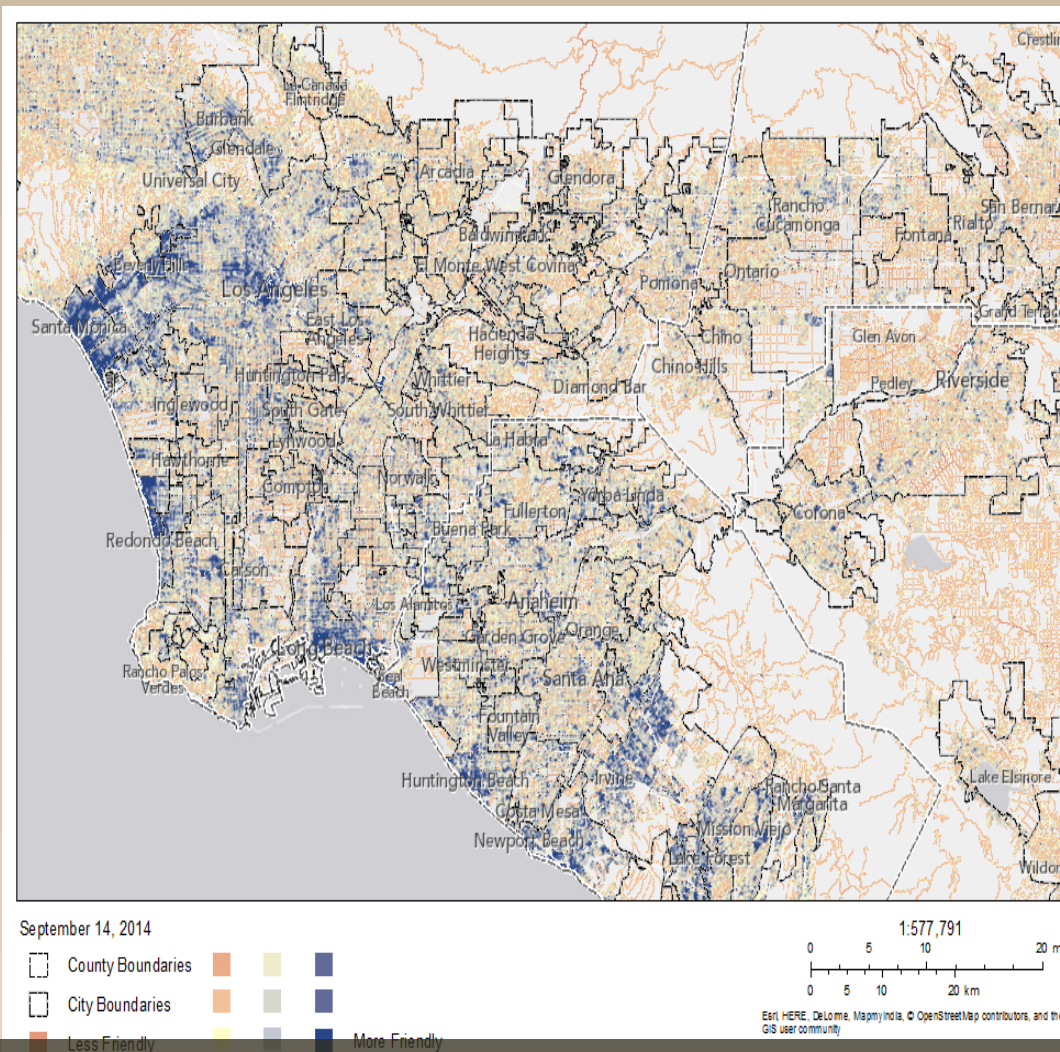 Crestlin
La Canada
Flintridge
Burbank
Glendale
Universal City
Arcadia
Glendora
Rancho
Cucamonga
San Bernar
Rialto
Fontana
Baldwin Park
Beverly Hills
El Monte West Covina
Ontario
Pomona
Los Angeles
Santa Monica
East Los
Angeles
Hacienda
Heights
Chino
Grand Terrace
Glen Avon
Chino Hills
Huntington Park
Whittier
Diamond Bar
Pedley
Riverside
Inglewood
South Gate
South Whittier
Lynwood
La Habra
Hawthorne
Compton
Norwalk
Yorba Linda
Fullerton
Corona
Buena Park
Redondo Beach
Carson
Los Alamitos
Anaheim
Garden Grove
Orange
Long Beach
Westminster
Rancho Palos
Verdes
Seal
Beach
Santa Ana
Fountain
Valley
Huntington Beach
Irvine
Rancho Santa
Margarita
Lake Elsinore
Costa Mesa
Mission Viejo
Newport Beach
Lake Forest
Wildom
September 14, 2014
County Boundaries
City Boundaries
Less Friendly
More Friendly
1:577,791
0 5 10 20 m
0 5 10 20 km
Esri, HERE, DeLorme, MapmyIndia, © OpenStreetMap contributors, and the
GIS user community